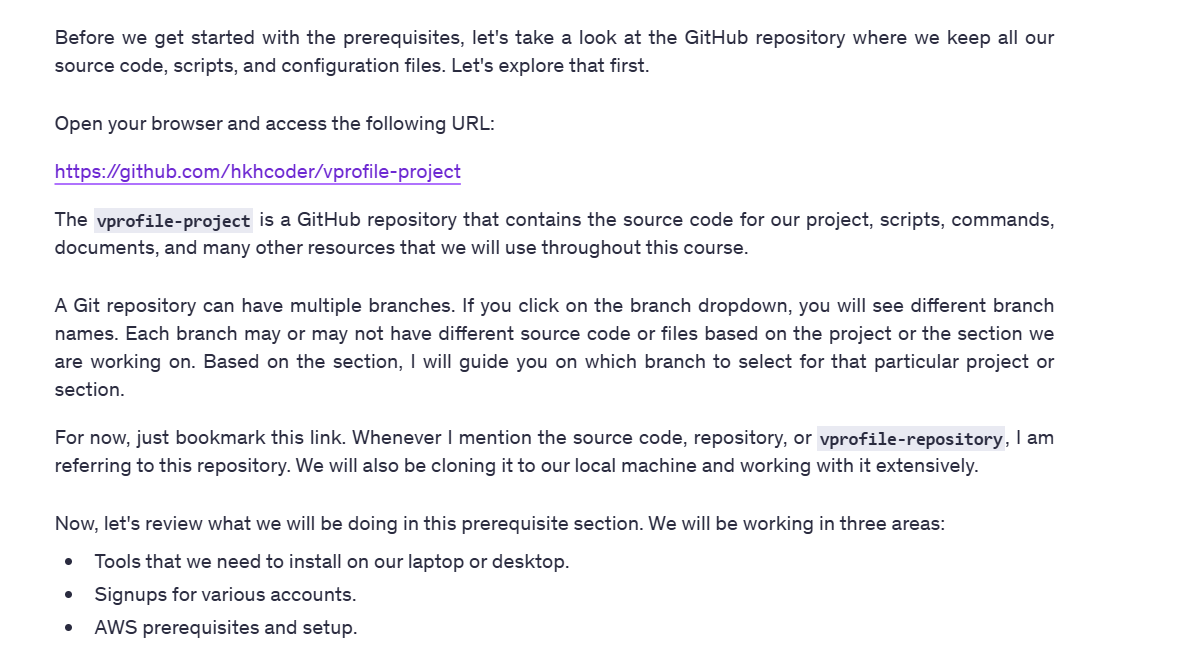 Before we get started with the prerequisites, let's take a look at the GitHub repository where we keep all our
source code, scripts, and configuration files. Let's explore that first.
Open your browser and access the following URL:
https://github.com/hkhcoder/vprofile-project
The vprofile-project is a GitHub repository that contains the source code for our project, scripts, commands,
documents, and many other resources that we will use throughout this course.
A Git repository can have multiple branches. If you click on the branch dropdown, you will see different branch
names. Each branch may or may not have different source code or files based on the project or the section we
are working on. Based on the section, I will guide you on which branch to select for that particular project or
section.
For now, just bookmark this link. Whenever I mention the source code, repository, or vprofile-repository, I am
referring to this repository. We will also be cloning it to our local machine and working with it extensively.
Now, let's review what we will be doing in this prerequisite section. We will be working in three areas:
• Tools that we need to install on our laptop or desktop.
• Signups for various accounts.
• AWS prerequisites and setup.